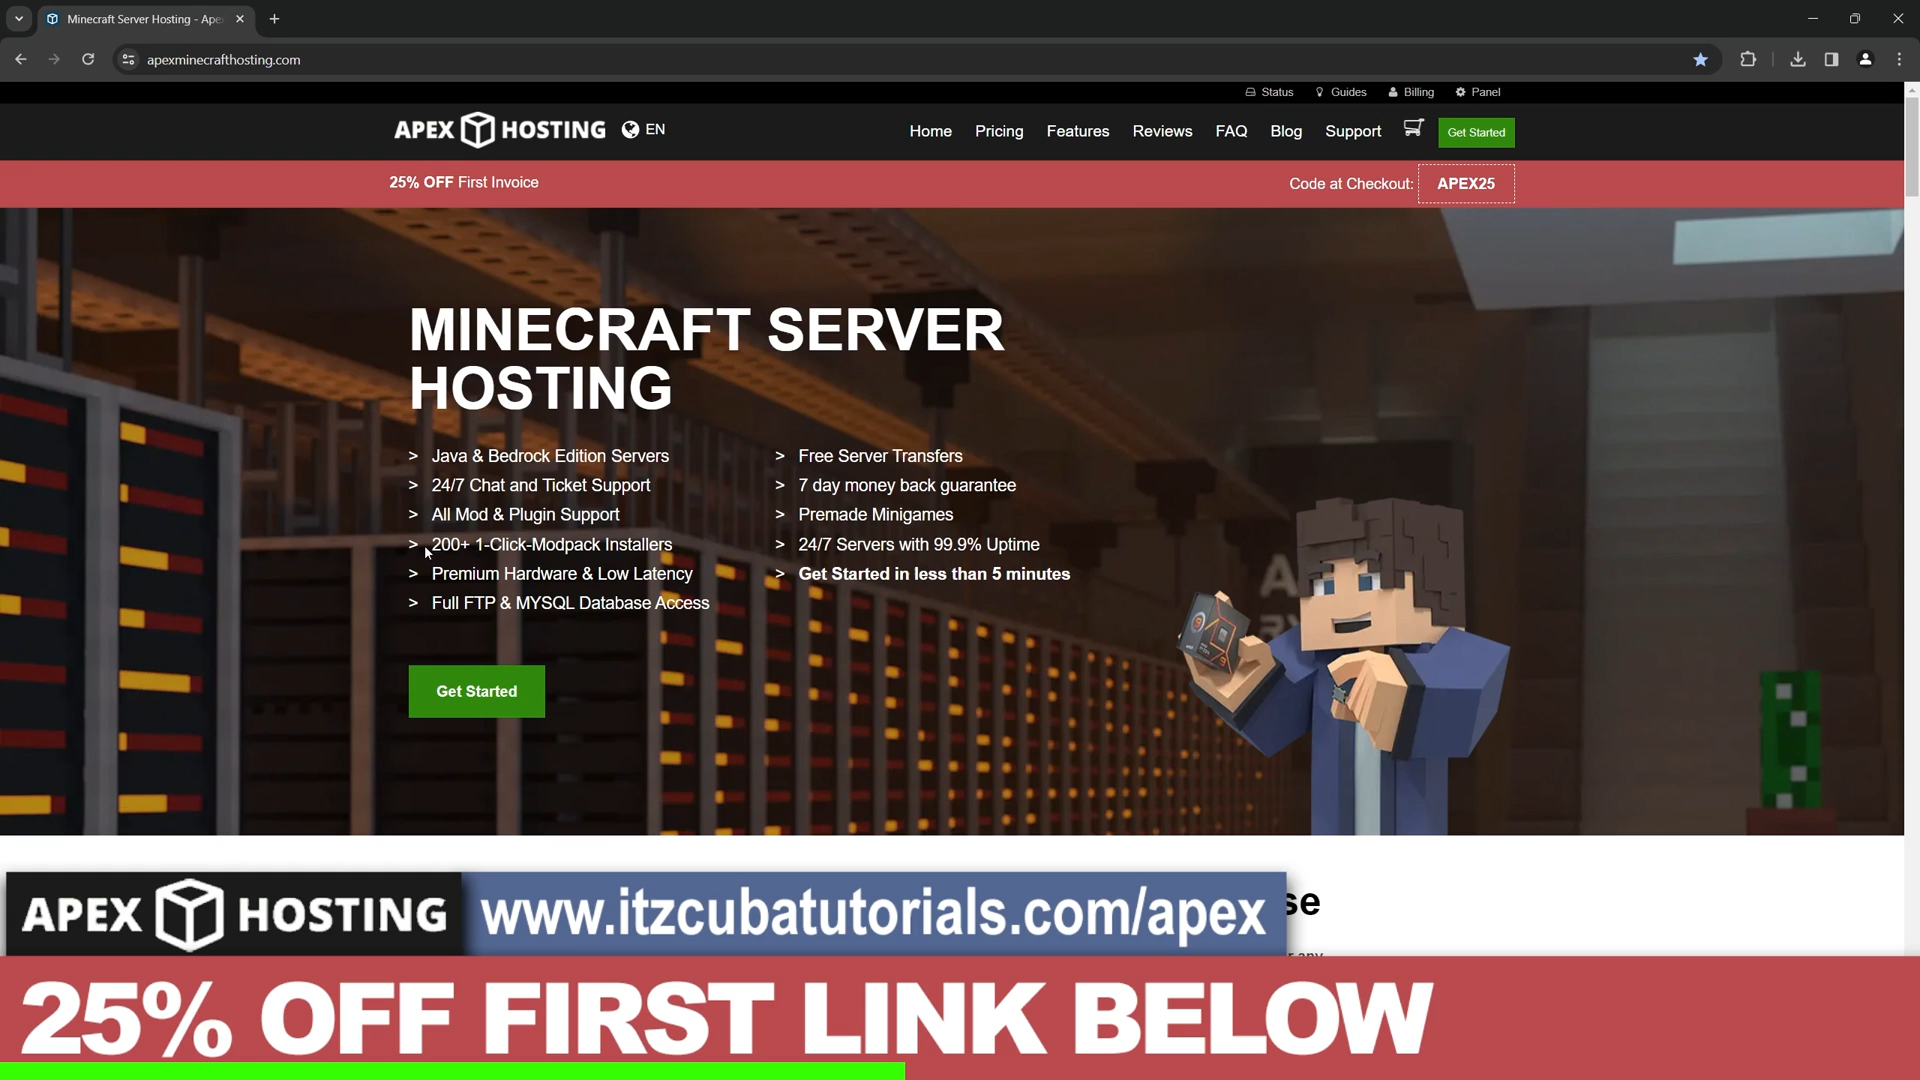 Minecraft Server Hosting - Ape
apexminecrafthosting.com
Status Guides Billing Panel
APEX HOSTING EN
Home Pricing Features Reviews FAQ Blog Support Get Started
25% OFF First Invoice
Code at Checkout: APEX25
MINECRAFT SERVER
HOSTING
> Java & Bedrock Edition Servers
> 24/7 Chat and Ticket Support
> All Mod & Plugin Support
> 200+ 1-Click-Modpack Installers
> Premium Hardware & Low Latency
> Full FTP & MYSQL Database Access
> Free Server Transfers
> 7 day money back guarantee
> Premade Minigames
> 24/7 Servers with 99.9% Uptime
> Get Started in less than 5 minutes
Get Started
APEX HOSTING www.itzcubatutorials.com/apex
25% OFF FIRST LINK BELOW